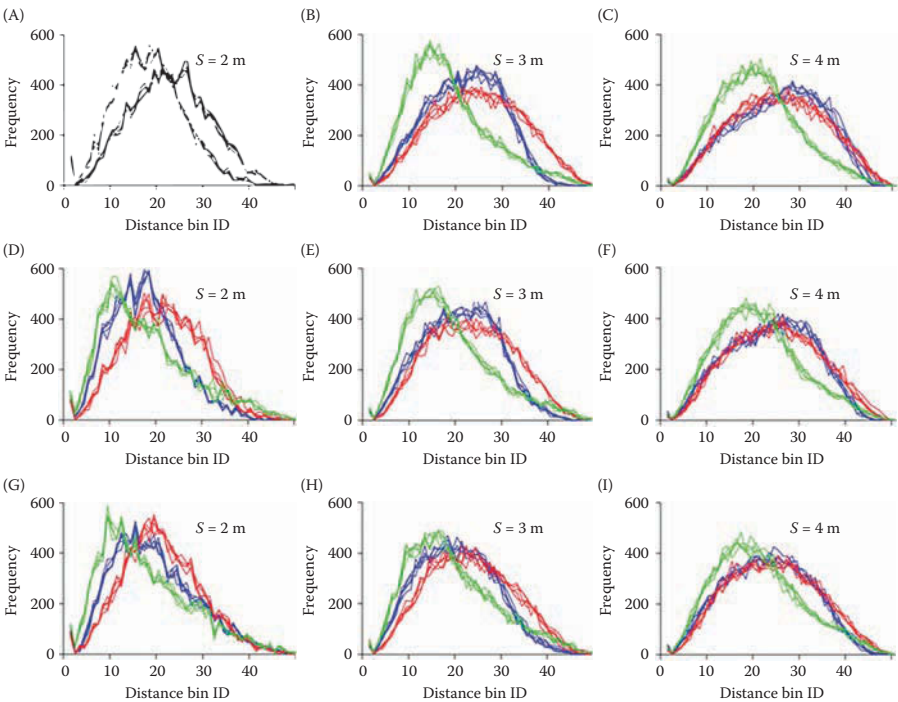 (A)
600
400
200
0
Frequency
S = 2 m
0 10 20 30 40
Distance bin ID
(B)
600
400
200
0
Frequency
S = 3 m
0 10 20 30 40
Distance bin ID
(C)
600
400
200
0
Frequency
S = 4 m
0 10 20 30 40
Distance bin ID
(D)
600
400
200
0
Frequency
S = 2 m
0 10 20 30 40
Distance bin ID
(E)
600
400
200
0
Frequency
S = 3 m
0 10 20 30 40
Distance bin ID
(F)
600
400
200
0
Frequency
S = 4 m
0 10 20 30 40
Distance bin ID
(G)
600
400
200
0
Frequency
S = 2 m
0 10 20 30 40
Distance bin ID
(H)
600
400
200
0
Frequency
S = 3 m
0 10 20 30 40
Distance bin ID
(I)
600
400
200
0
Frequency
S = 4 m
0 10 20 30 40
Distance bin ID